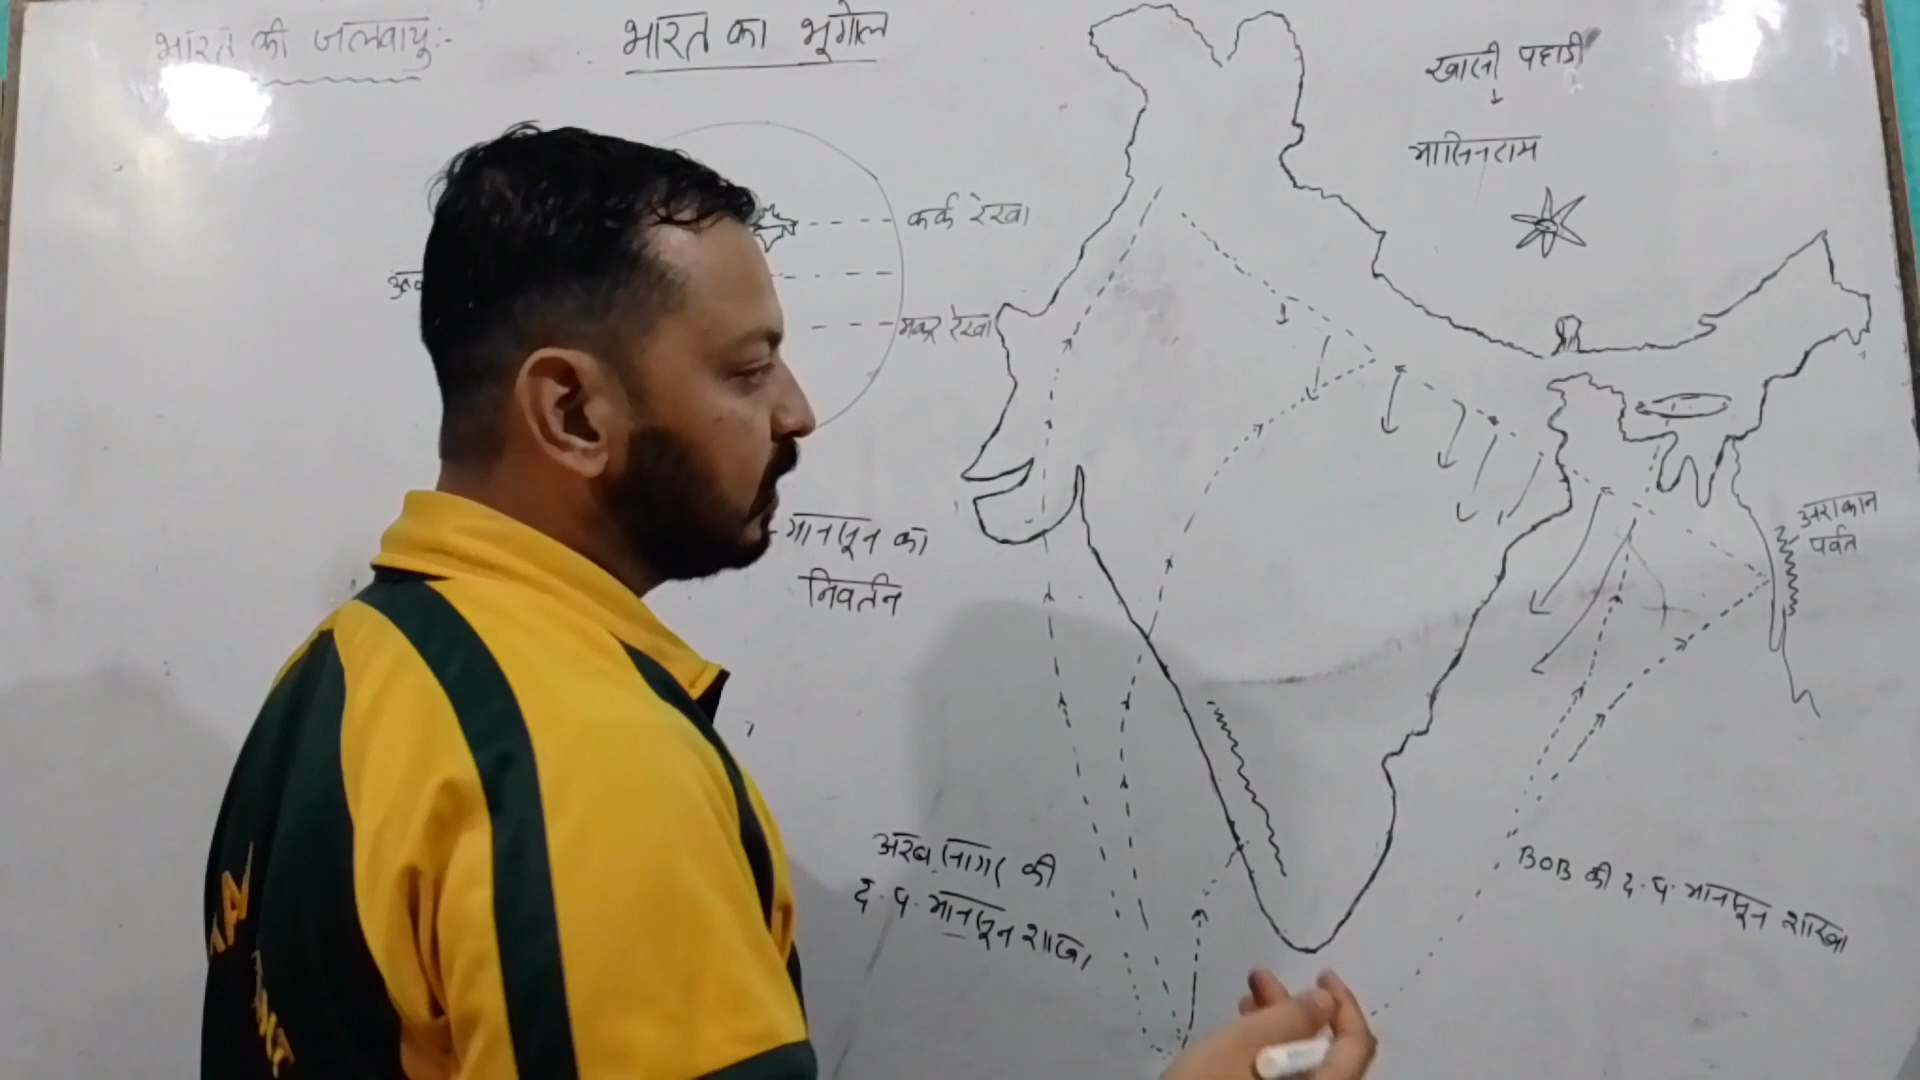 भारत की जलवायु:-
भारत का भूगोल
खासी पहाड़ी
मासिनराम
कर्क रेखा
मकर रेखा
मानसून का
निवर्तन
अराकान
पर्वत
अरब सागर की
द. प. मानसून शाखा
BOB की द. प. मानसून शाखा